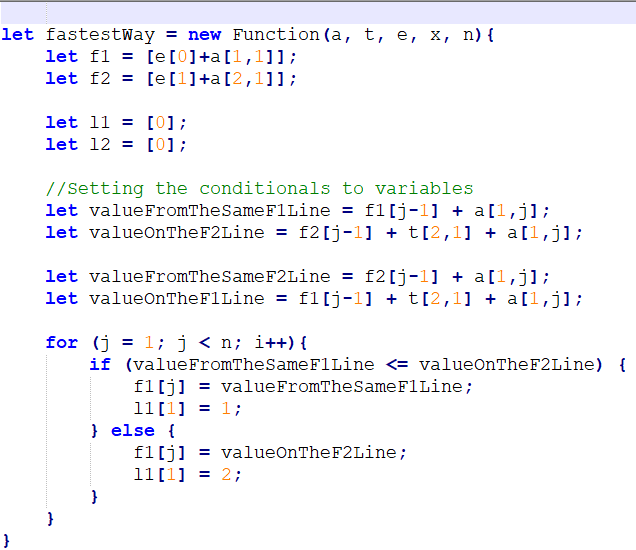 let fastestWay = new Function(a, t, e, x, n){
    let f1 = [e[0]+a[1,1]];
    let f2 = [e[1]+a[2,1]];

    let l1 = [0];
    let l2 = [0];

    //Setting the conditionals to variables
    let valueFromTheSameF1Line = f1[j-1] + a[1,j];
    let valueOnTheF2Line = f2[j-1] + t[2,1] + a[1,j];

    let valueFromTheSameF2Line = f2[j-1] + a[1,j];
    let valueOnTheF1Line = f1[j-1] + t[2,1] + a[1,j];

    for (j = 1; j < n; i++){
        if (valueFromTheSameF1Line <= valueOnTheF2Line) {
            f1[j] = valueFromTheSameF1Line;
            l1[1] = 1;
        } else {
            f1[j] = valueOnTheF2Line;
            l1[1] = 2;
        }
    }
}